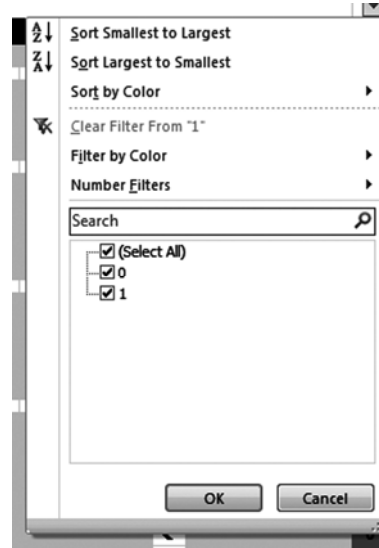 Sort Smallest to Largest
Sort Largest to Smallest
Sort by Color
Clear Filter From "1"
Filter by Color
Number Filters
Search
(Select All)
0
1
OK
Cancel